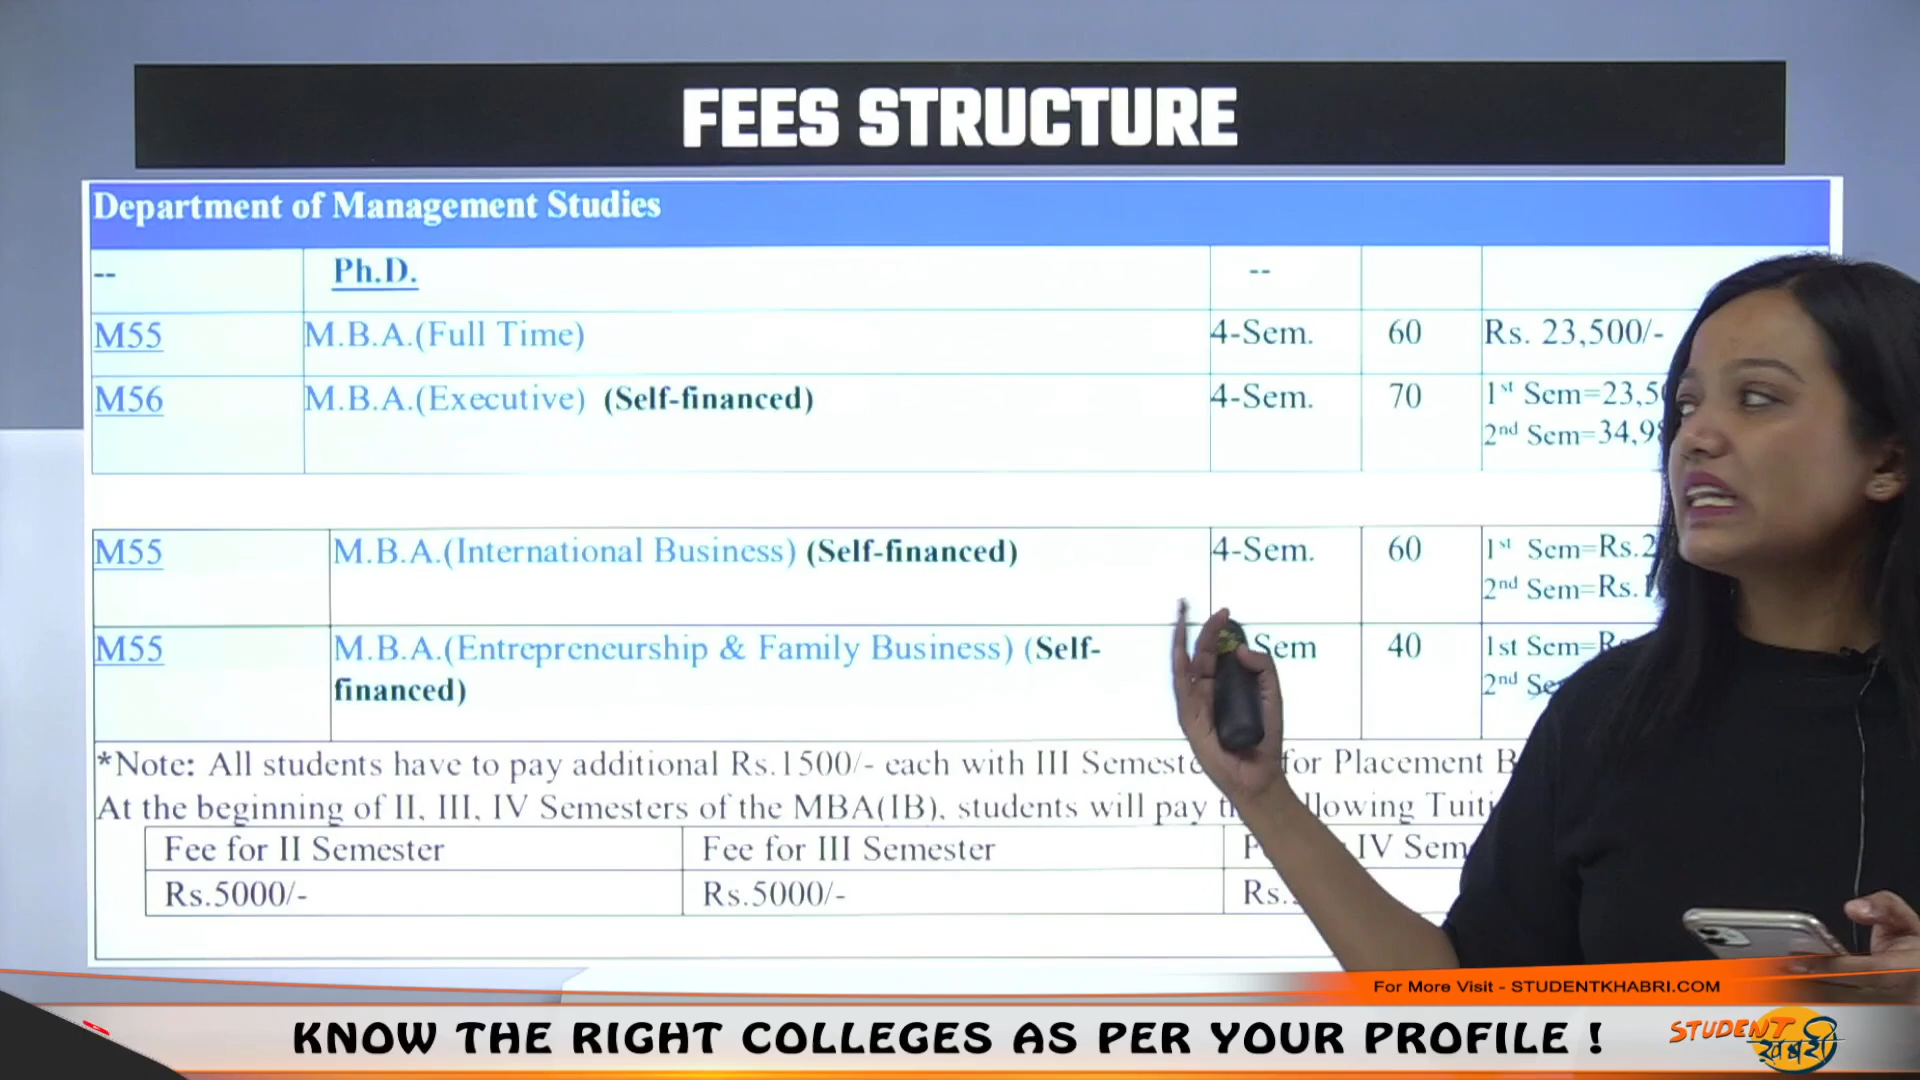 FEES STRUCTURE
Department of Management Studies
-- Ph.D. --
M55 M.B.A.(Full Time) 4-Sem. 60 Rs. 23,500/-
M56 M.B.A.(Executive) (Self-financed) 4-Sem. 70 1st Sem=23,5
2nd Sem=34,9
M55 M.B.A.(International Business) (Self-financed) 4-Sem. 60 1st Sem=Rs.2
2nd Sem=Rs.1
M55 M.B.A.(Entrepreneurship & Family Business) (Self- Sem 40 1st Sem=R
financed) 2nd Se
*Note: All students have to pay additional Rs.1500/- each with III Semeste for Placement B
At the beginning of II, III, IV Semesters of the MBA(IB), students will pay llowing Tuiti
Fee for II Semester Fee for III Semester IV Sem
Rs.5000/- Rs.5000/- Rs.
For More Visit - STUDENTKHABRI.COM
KNOW THE RIGHT COLLEGES AS PER YOUR PROFILE !
STUDENT
खबरी